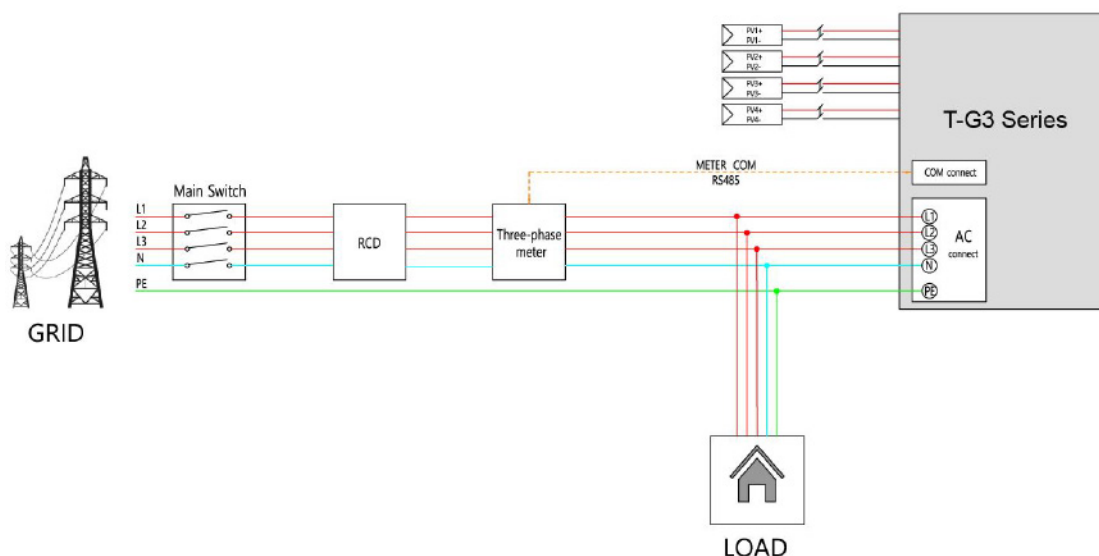 PV1+
PV1-
PV2+
PV2-
PV3+
PV3-
PV4+
PV4-
T-G3 Series
METER COM
RS485
COM connect
Main Switch
L1
L2
L3
N
PE
RCD
Three-phase
meter
L1
L2
L3
N
PE
AC
connect
GRID
LOAD